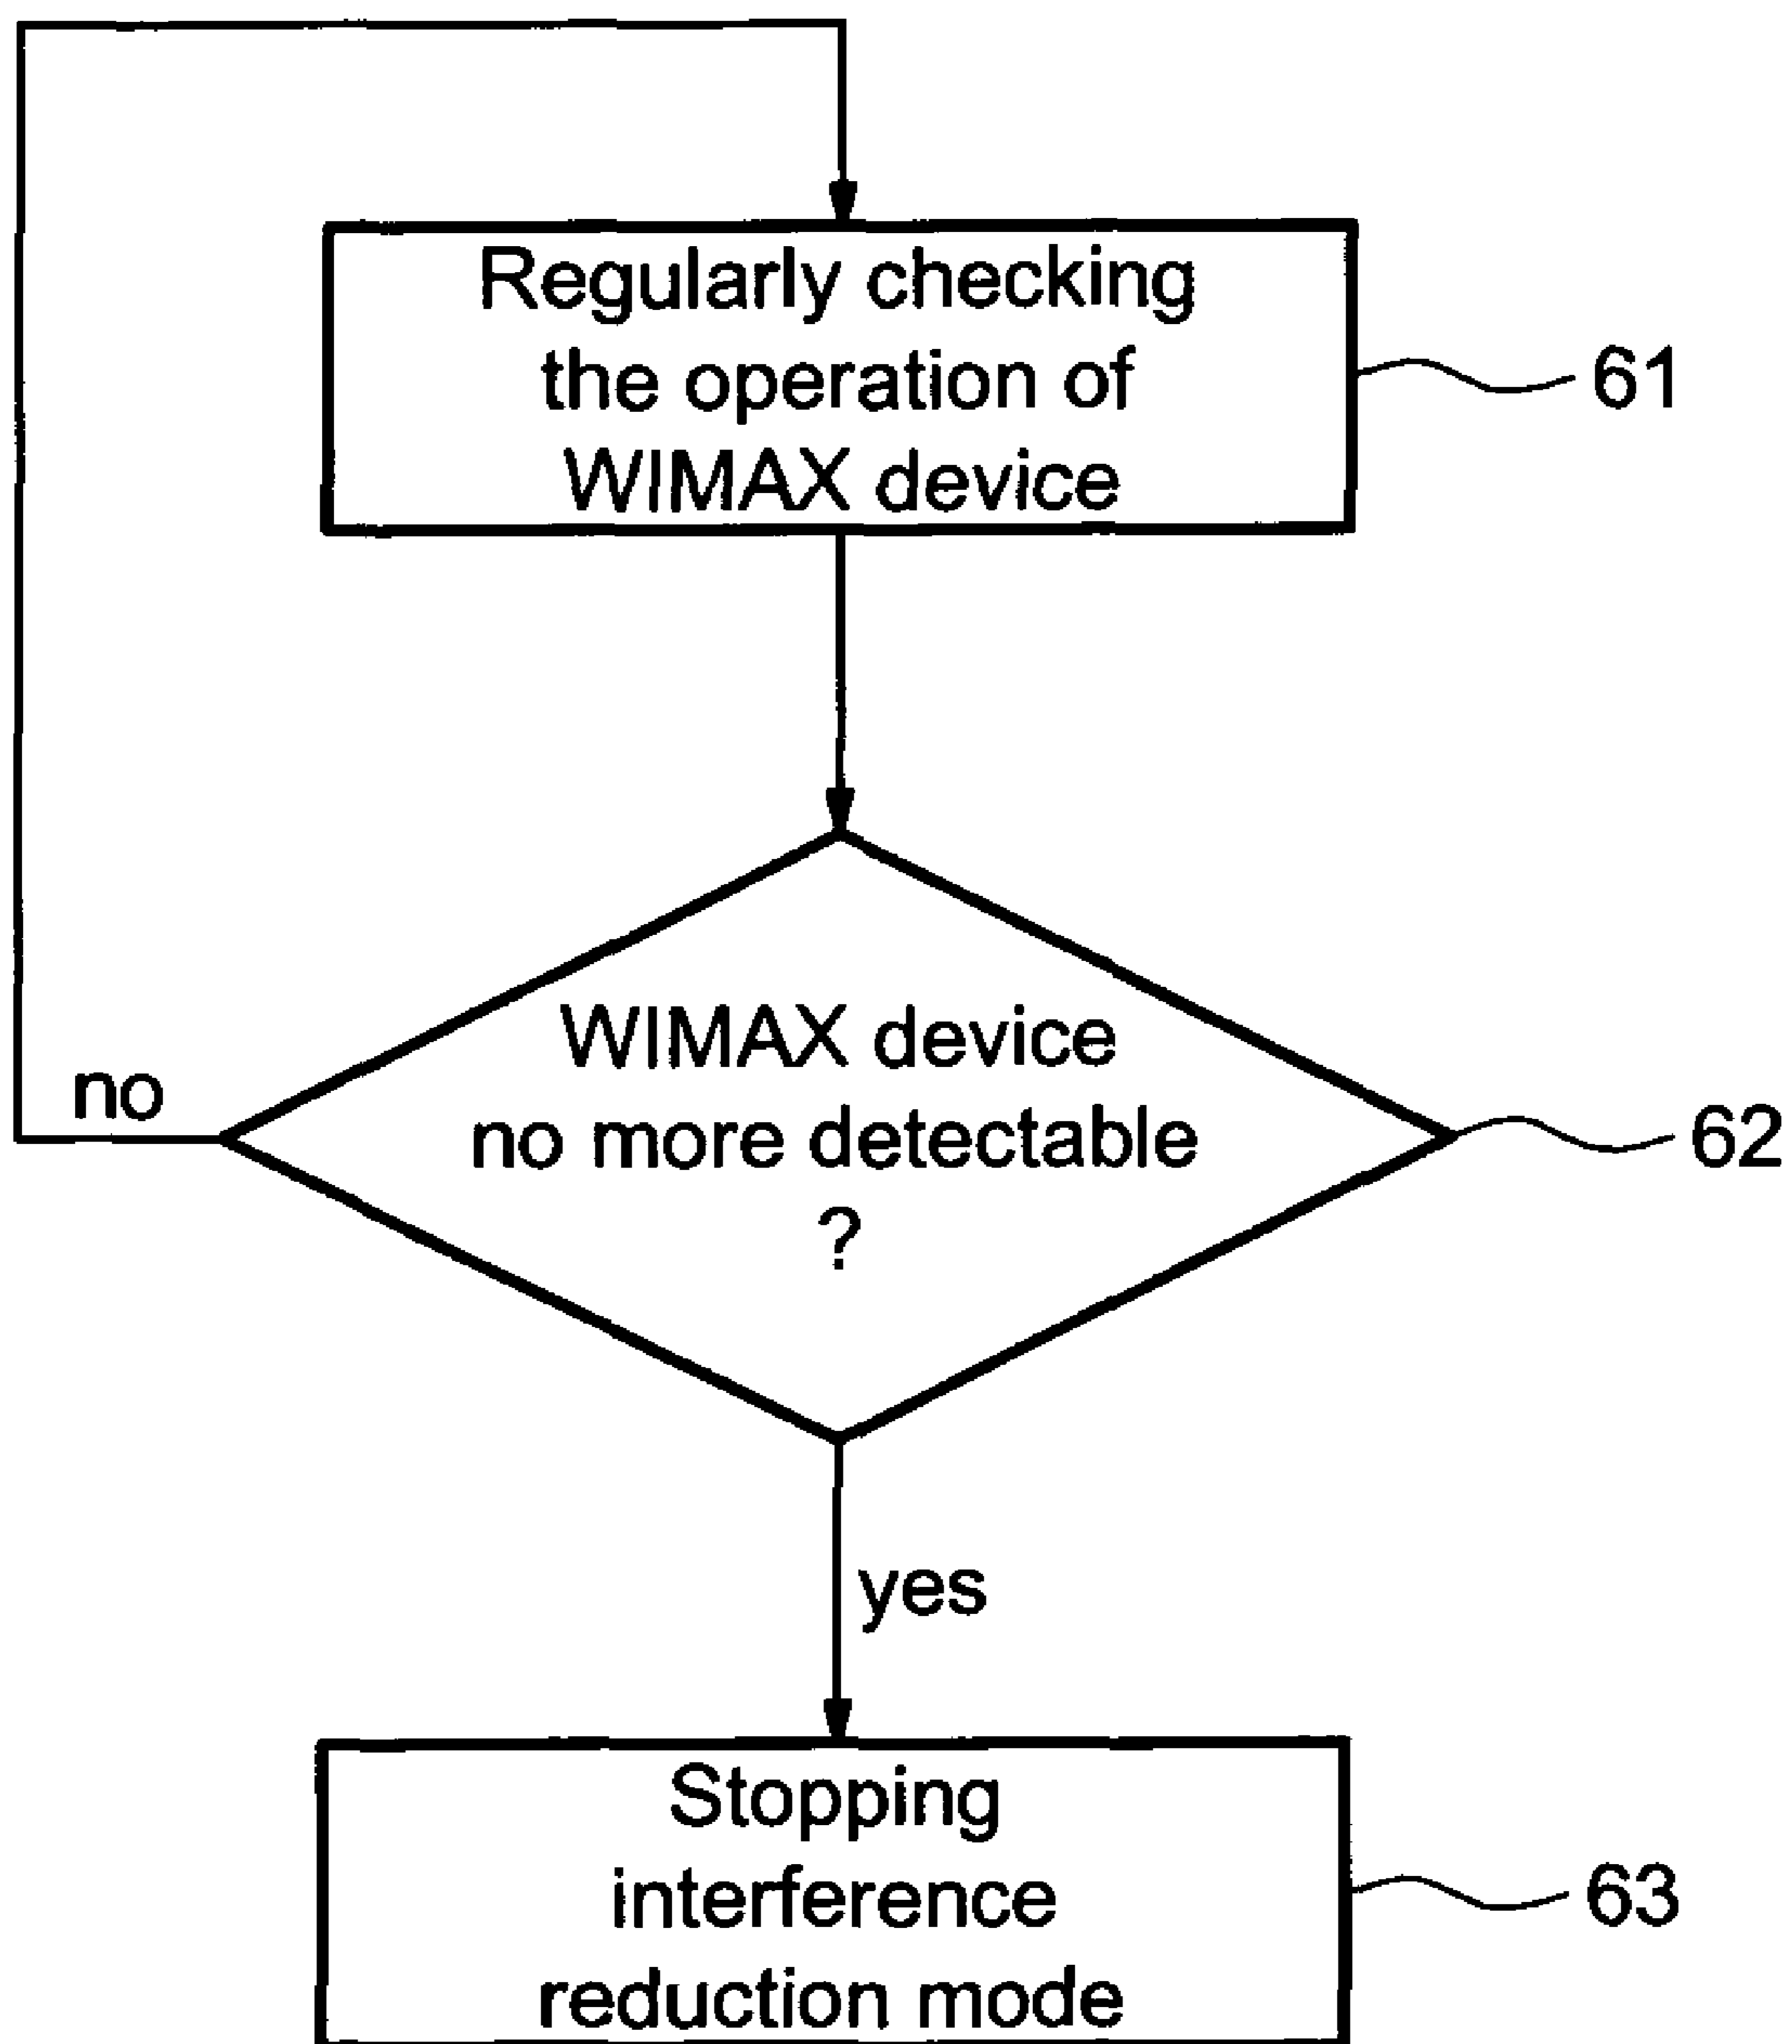 Regularly checking
the operation of
WIMAX device
61
WIMAX device
no more detectable
?
62
no
yes
Stopping
interference
reduction mode
63